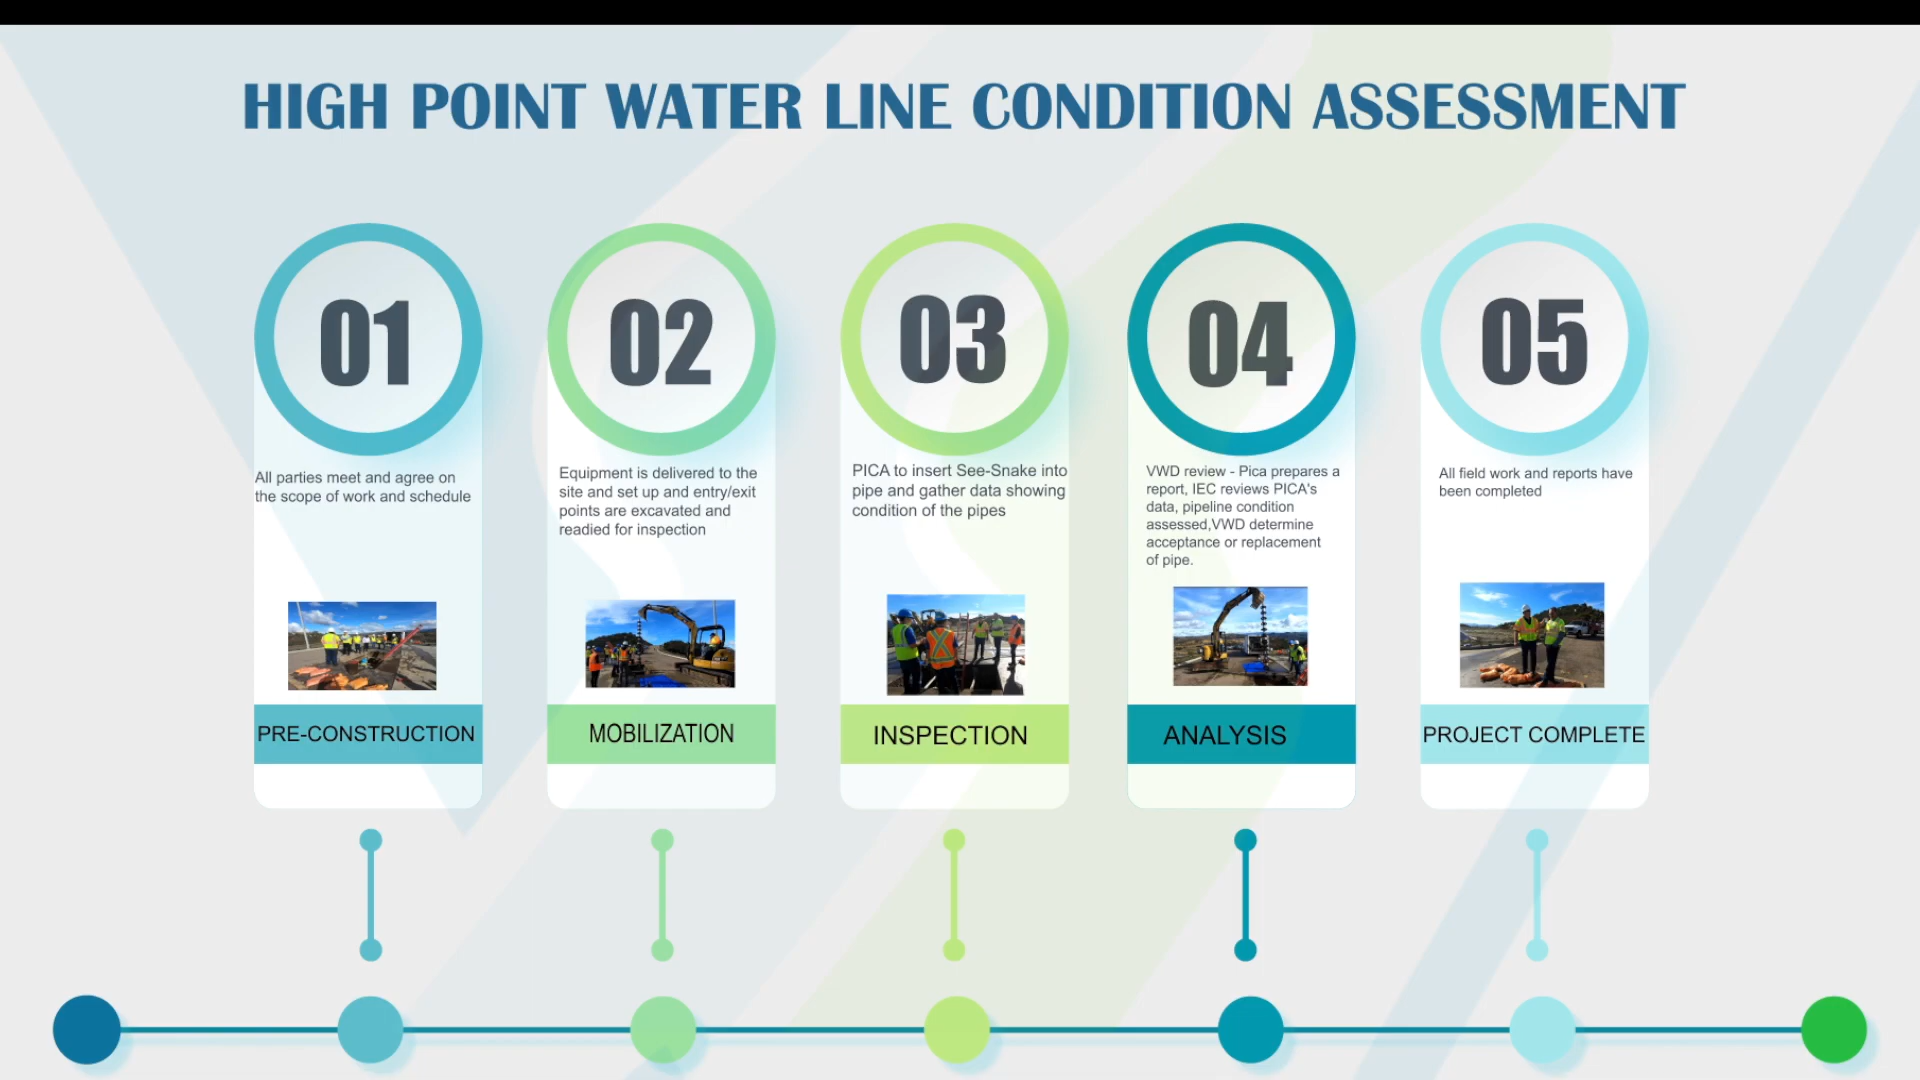 HIGH POINT WATER LINE CONDITION ASSESSMENT
01
All parties meet and agree on
the scope of work and schedule
PRE-CONSTRUCTION
02
Equipment is delivered to the
site and set up and entry/exit
points are excavated and
readied for inspection
MOBILIZATION
03
PICA to insert See-Snake into
pipe and gather data showing
condition of the pipes
INSPECTION
04
VWD review - Pica prepares a
report, IEC reviews PICA's
data, pipeline condition
assessed,VWD determine
acceptance or replacement
of pipe.
ANALYSIS
05
All field work and reports have
been completed
PROJECT COMPLETE